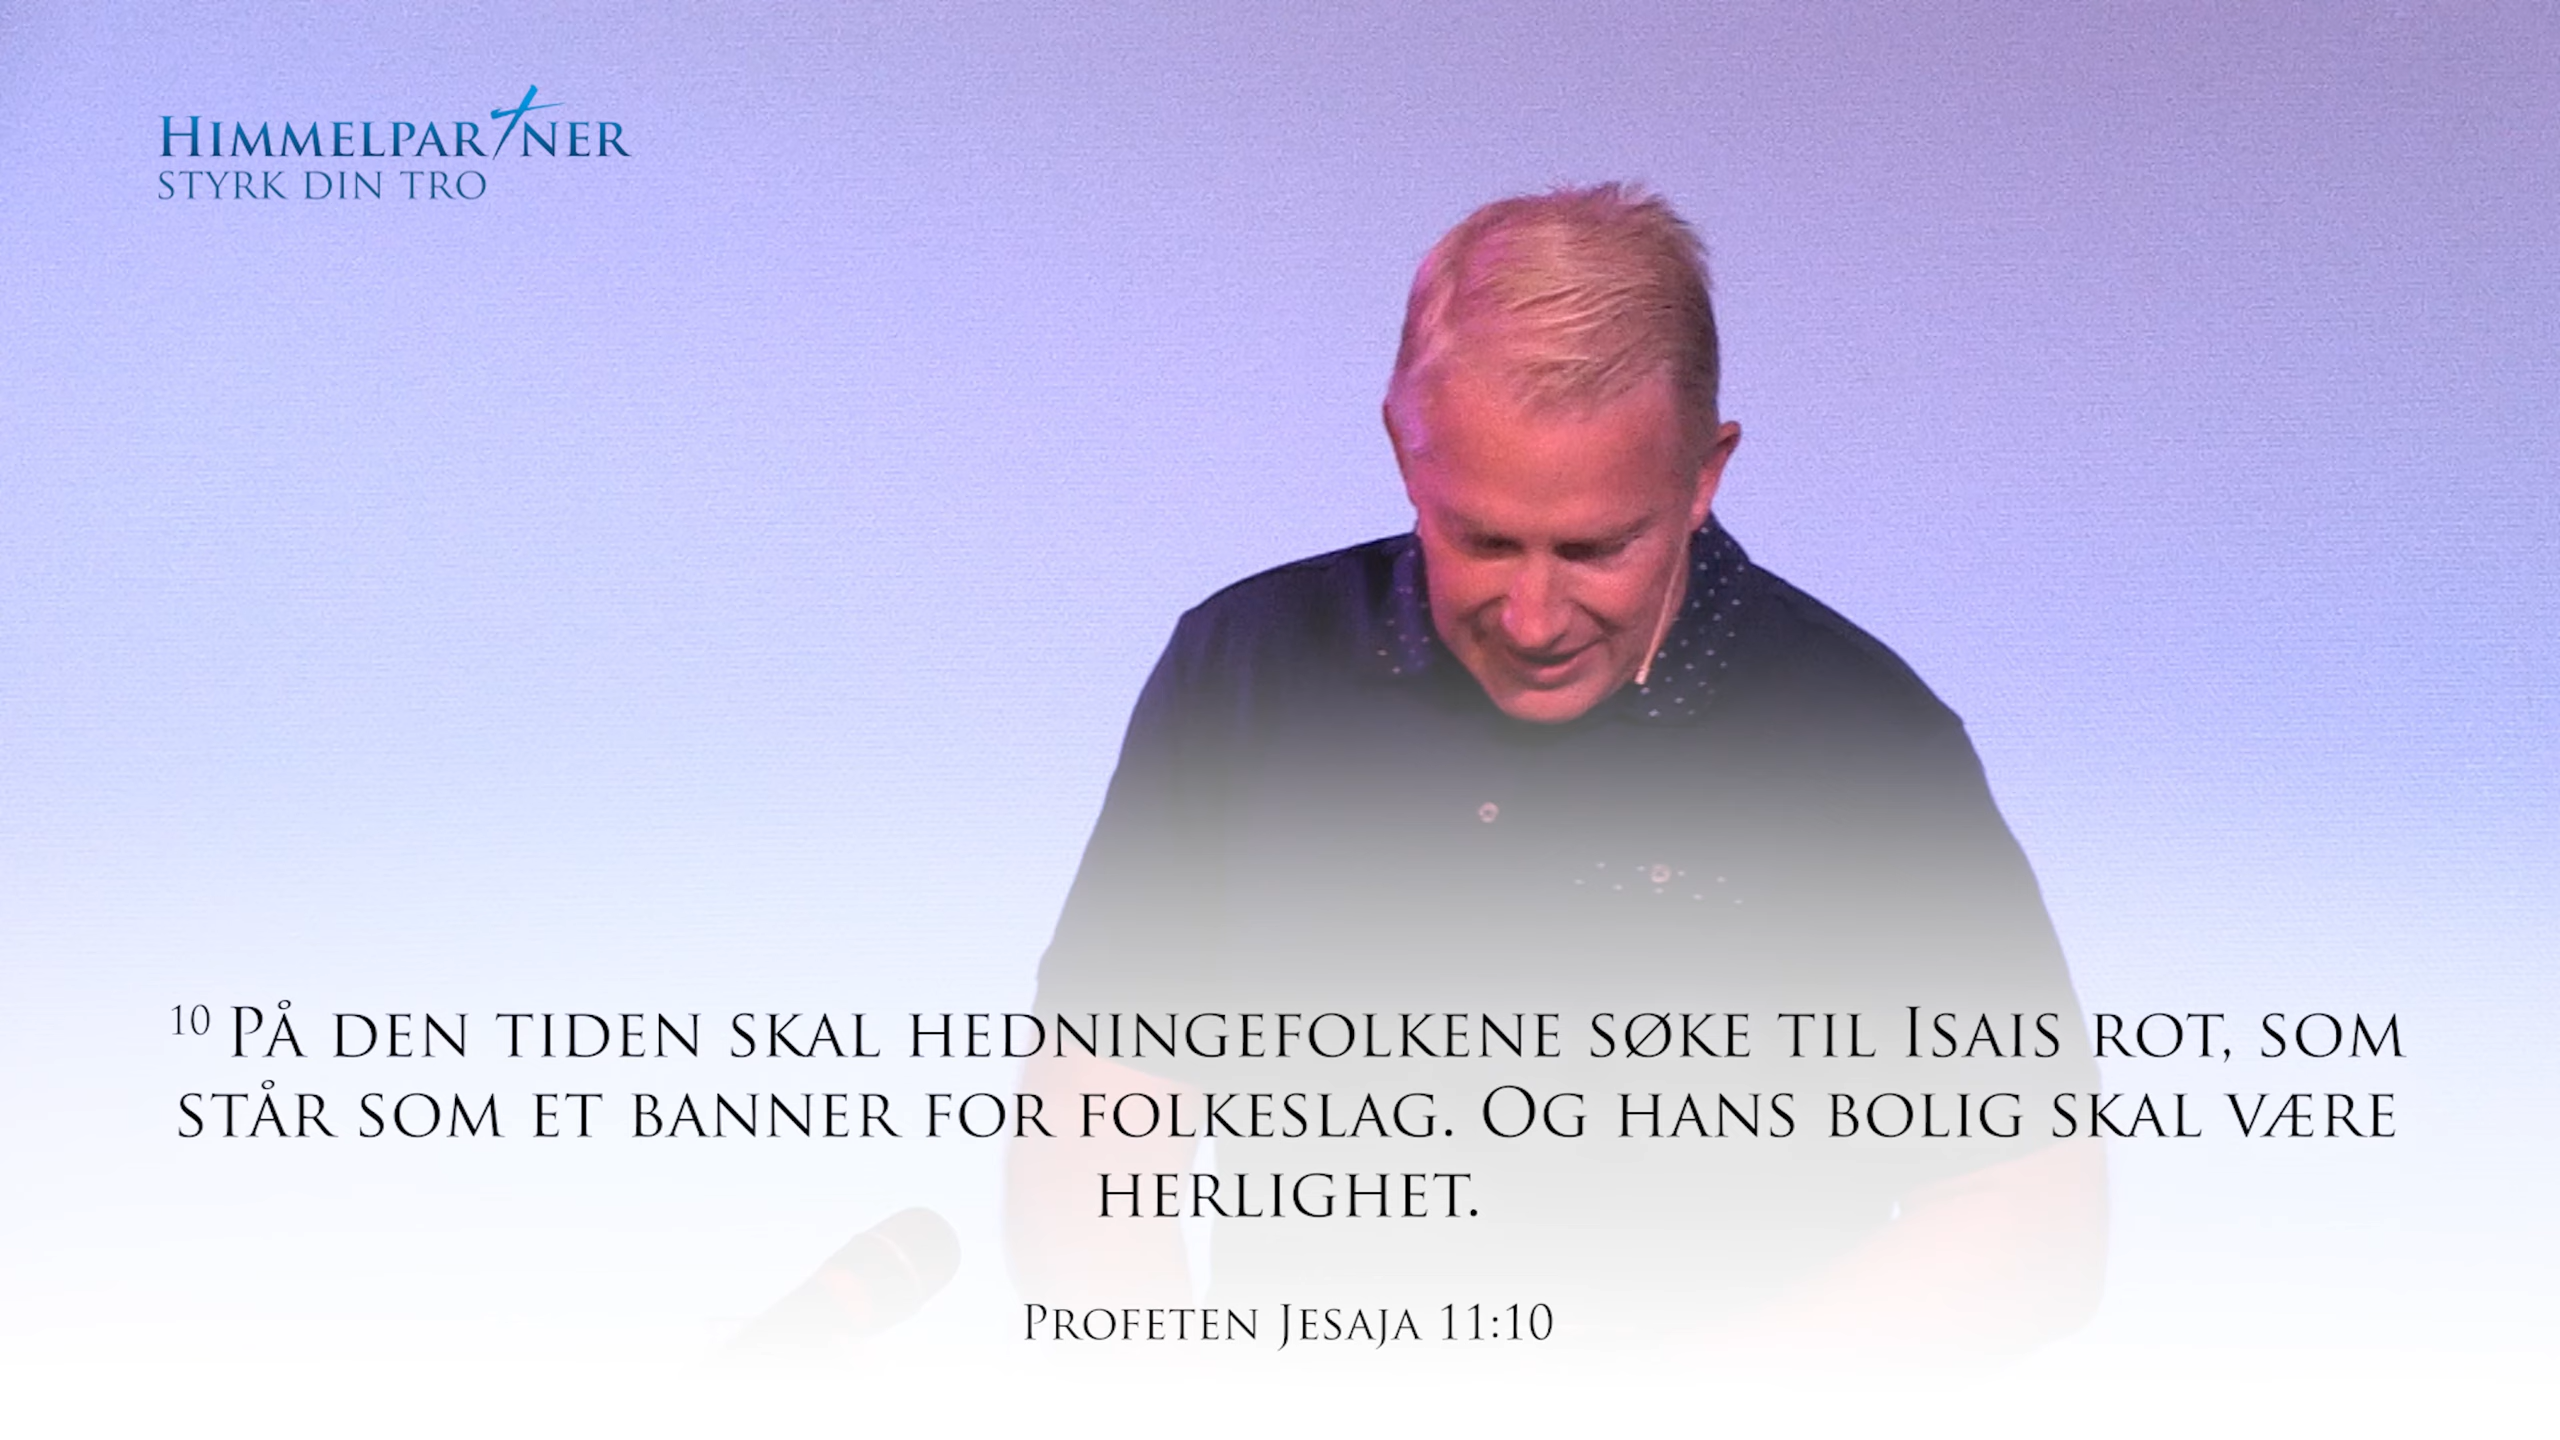 Himmelpartner
styrk din tro
10 På den tiden skal hedningefolkene søke til Isais rot, som
står som et banner for folkeslag. Og hans bolig skal være
herlighet.
Profeten Jesaja 11:10